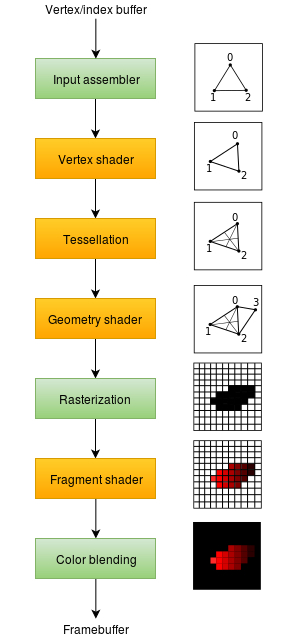 Vertex/index buffer
Input assembler
0
1
2
Vertex shader
0
1
2
Tessellation
0
1
2
Geometry shader
0
3
1
2
Rasterization
Fragment shader
Color blending
Framebuffer